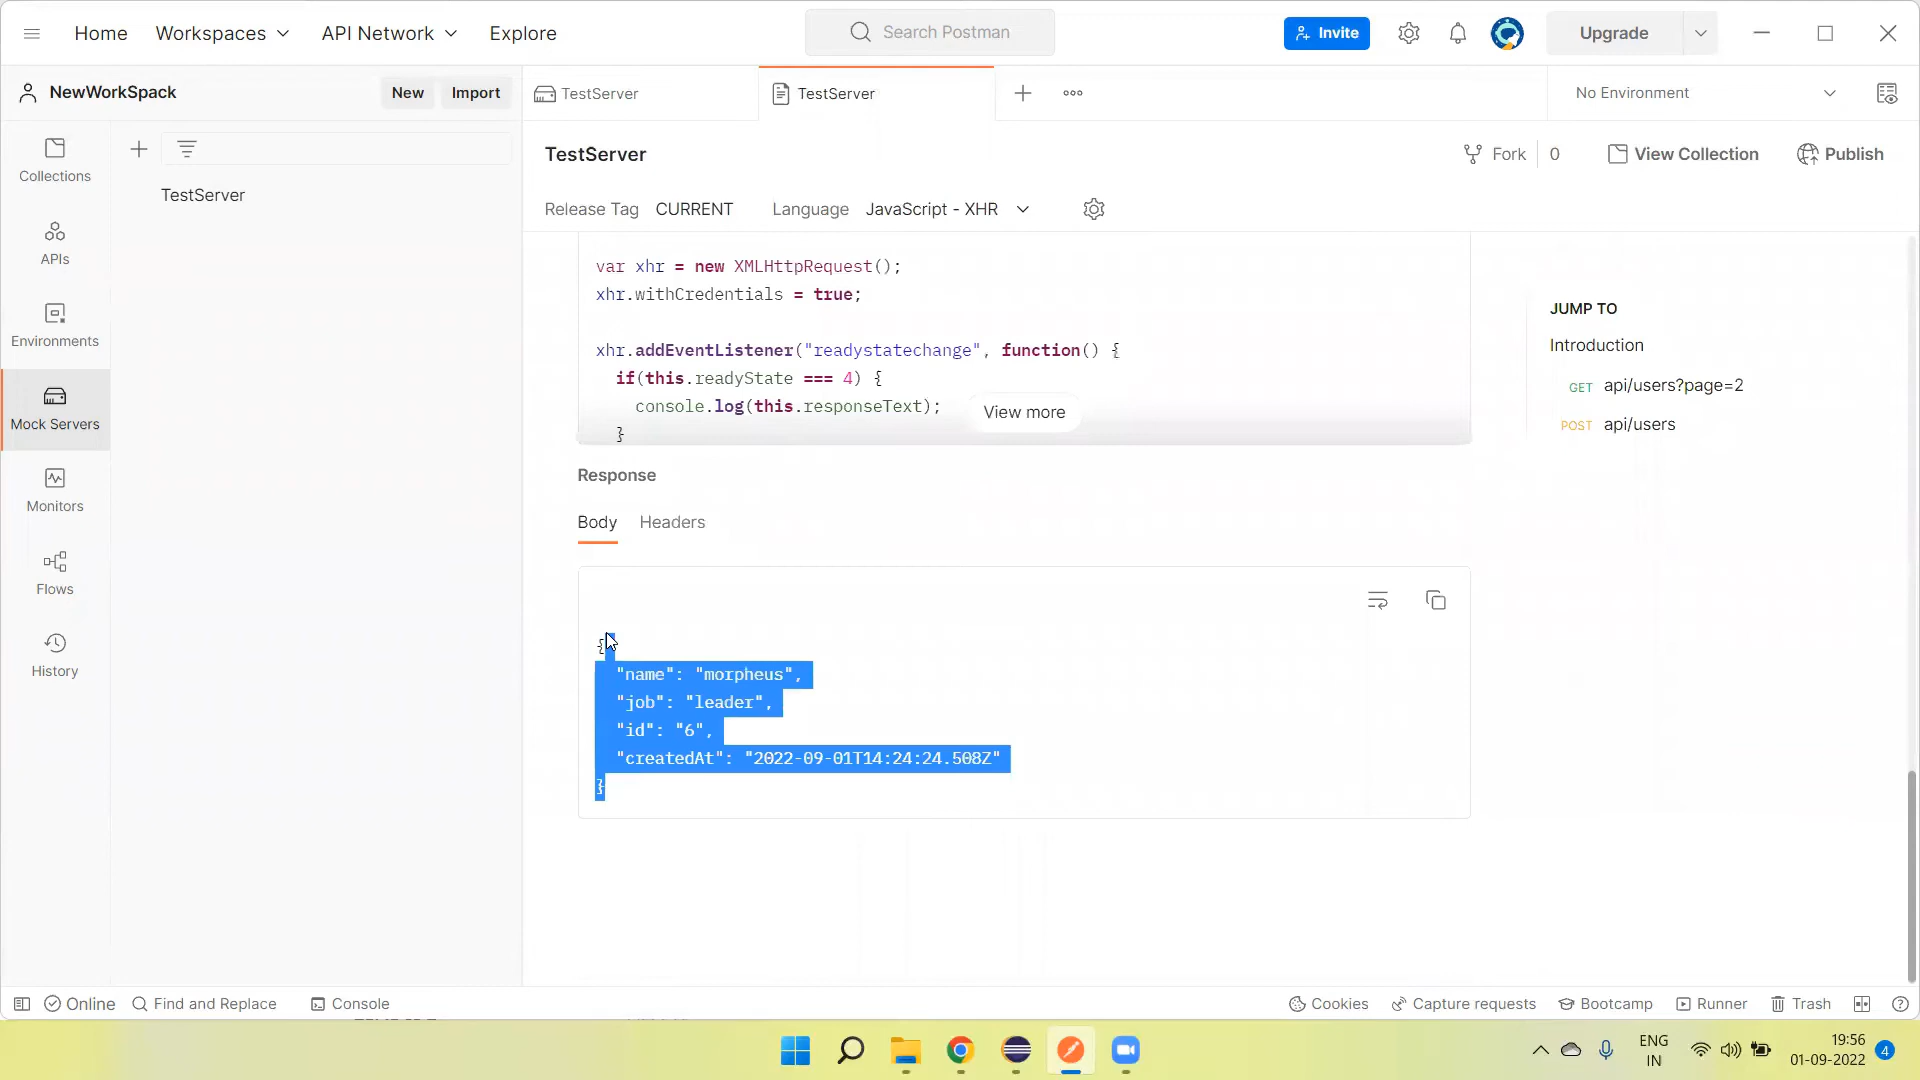 Home
Workspaces
API Network
Explore
Search Postman
Invite
Upgrade
NewWorkSpack
New
Import
TestServer
TestServer
No Environment
Collections
APIs
Environments
Mock Servers
Monitors
Flows
History
TestServer
TestServer
Fork 0
View Collection
Publish
Release Tag CURRENT
Language JavaScript - XHR
var xhr = new XMLHttpRequest();
xhr.withCredentials = true;
xhr.addEventListener("readystatechange", function() {
if(this.readyState === 4) {
console.log(this.responseText);
}
View more
Response
Body
Headers
{
"name": "morpheus",
"job": "leader",
"id": "6",
"createdAt": "2022-09-01T14:24:24.508Z"
}
JUMP TO
Introduction
GET api/users?page=2
POST api/users
Online
Find and Replace
Console
Cookies
Capture requests
Bootcamp
Runner
Trash
ENG
IN
19:56
01-09-2022
4